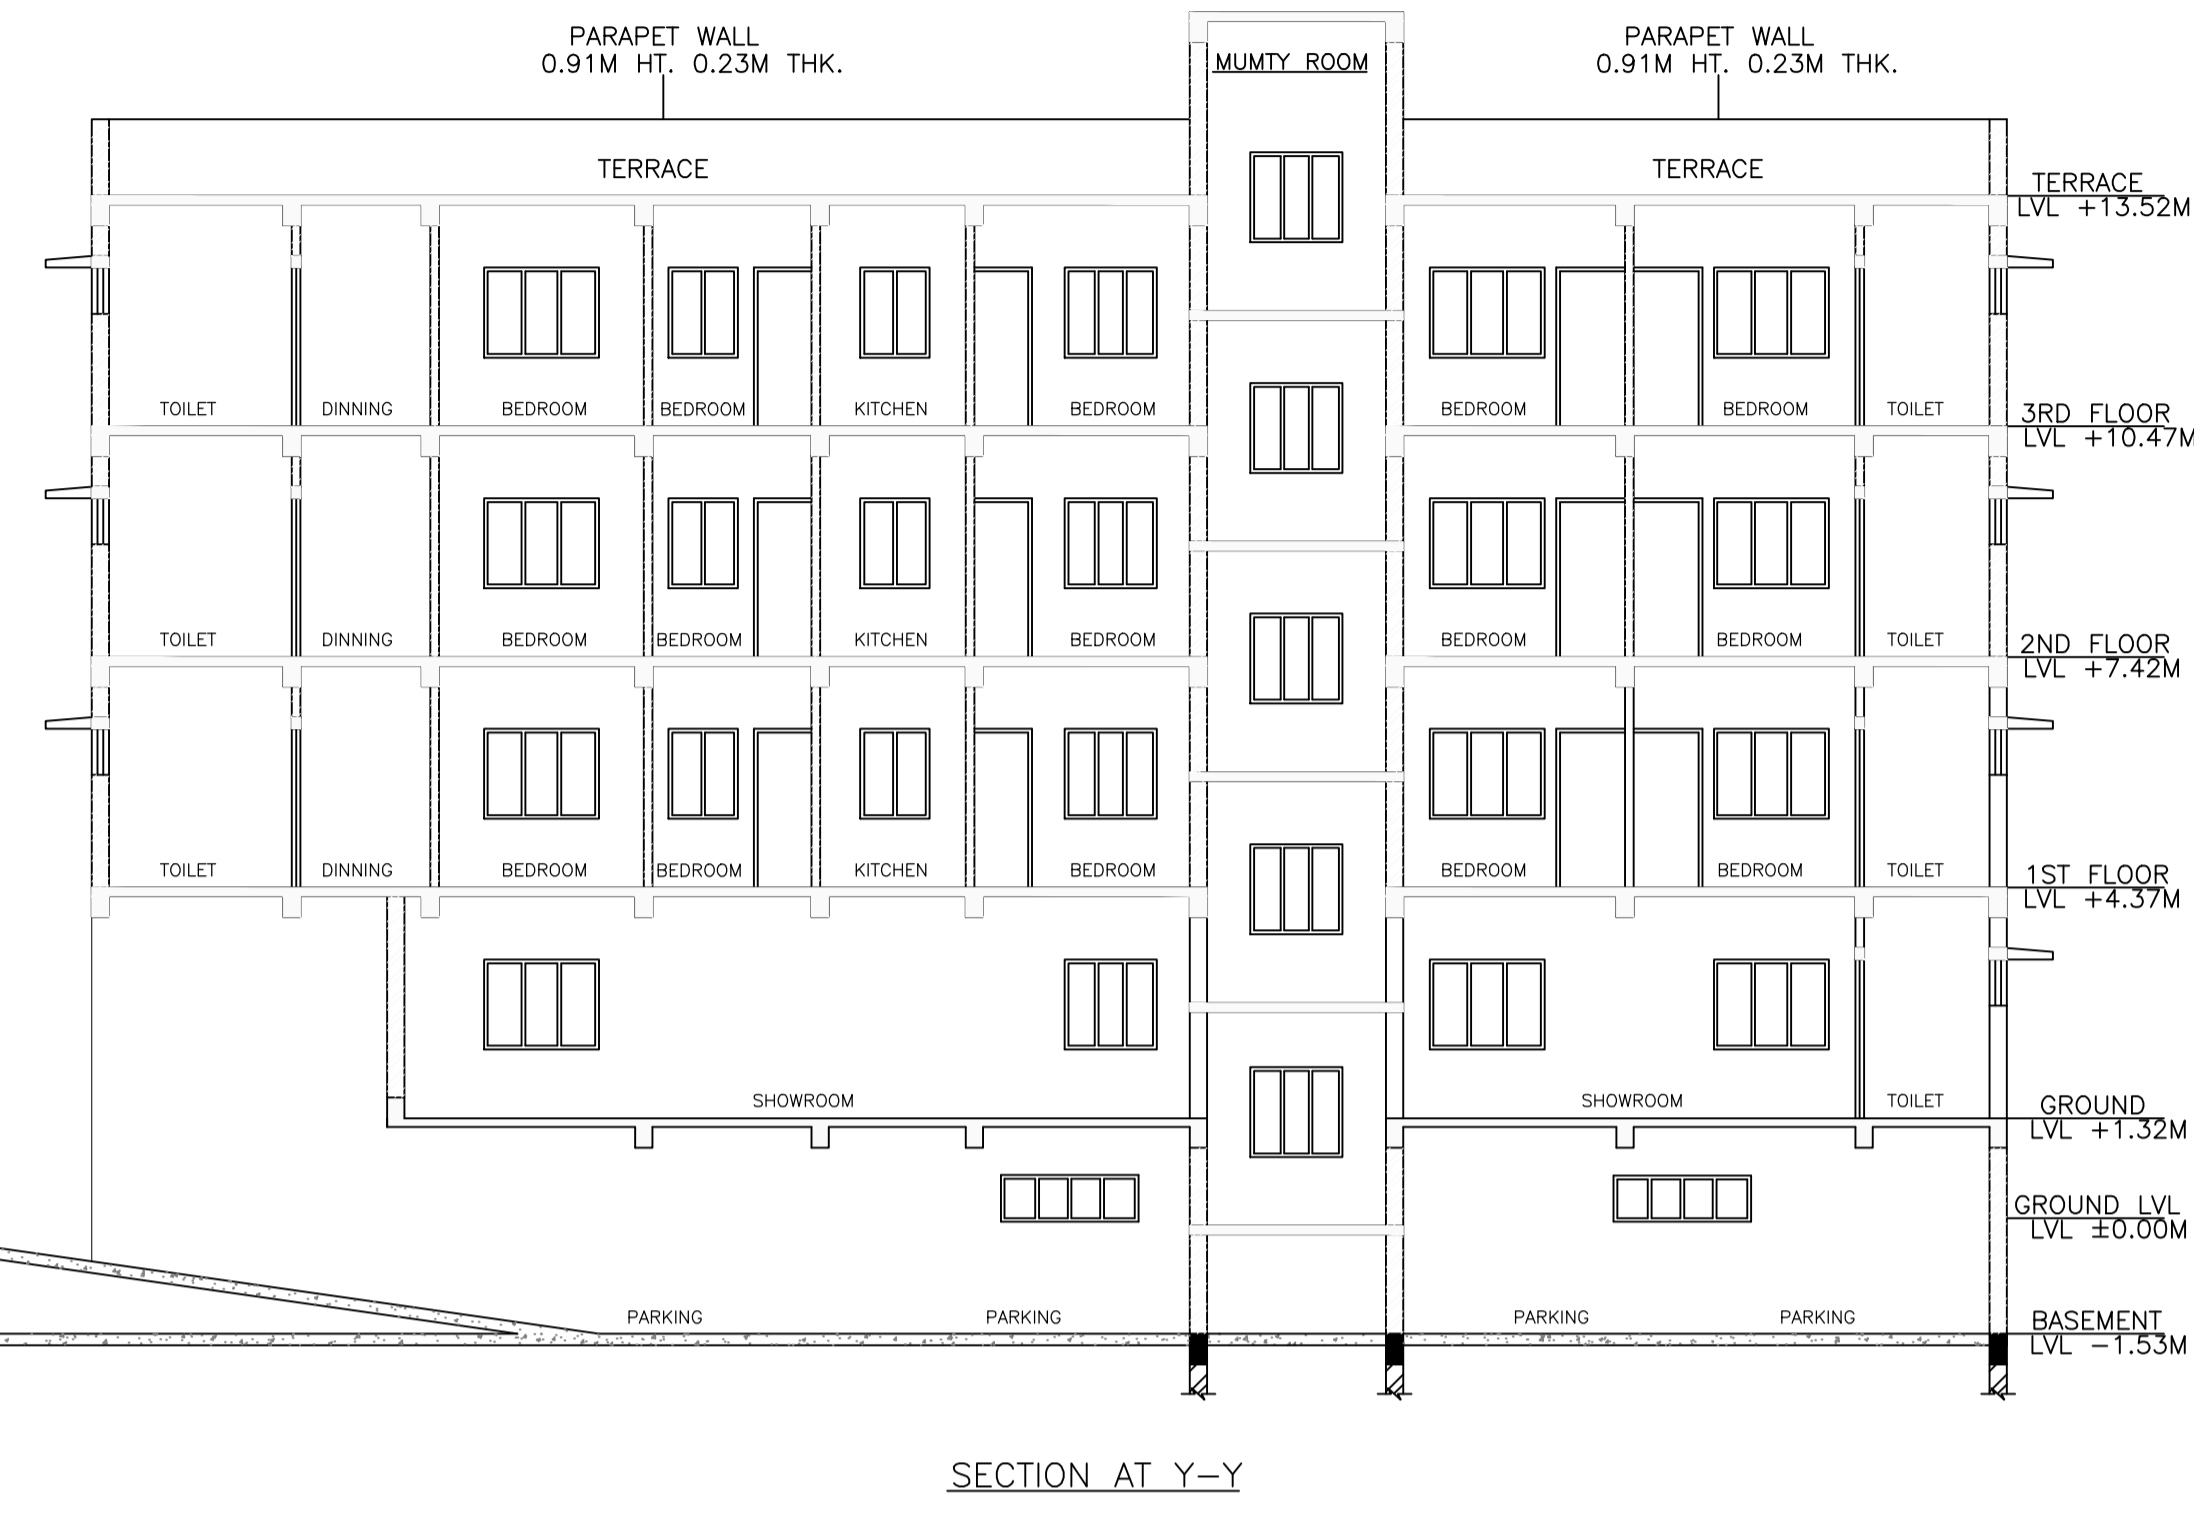 PARAPET WALL
0.91M HT. 0.23M THK.
PARAPET WALL
0.91M HT. 0.23M THK.
MUMTY ROOM
TERRACE
TERRACE
TERRACE
LVL +13.52M
TOILET DINNING BEDROOM BEDROOM KITCHEN BEDROOM BEDROOM BEDROOM TOILET
3RD FLOOR
LVL +10.47M
TOILET DINNING BEDROOM BEDROOM KITCHEN BEDROOM BEDROOM BEDROOM TOILET
2ND FLOOR
LVL +7.42M
TOILET DINNING BEDROOM BEDROOM KITCHEN BEDROOM BEDROOM BEDROOM TOILET
1ST FLOOR
LVL +4.37M
SHOWROOM SHOWROOM TOILET
GROUND
LVL +1.32M
GROUND LVL
LVL ±0.00M
PARKING PARKING PARKING PARKING
BASEMENT
LVL −1.53M
SECTION AT Y−Y